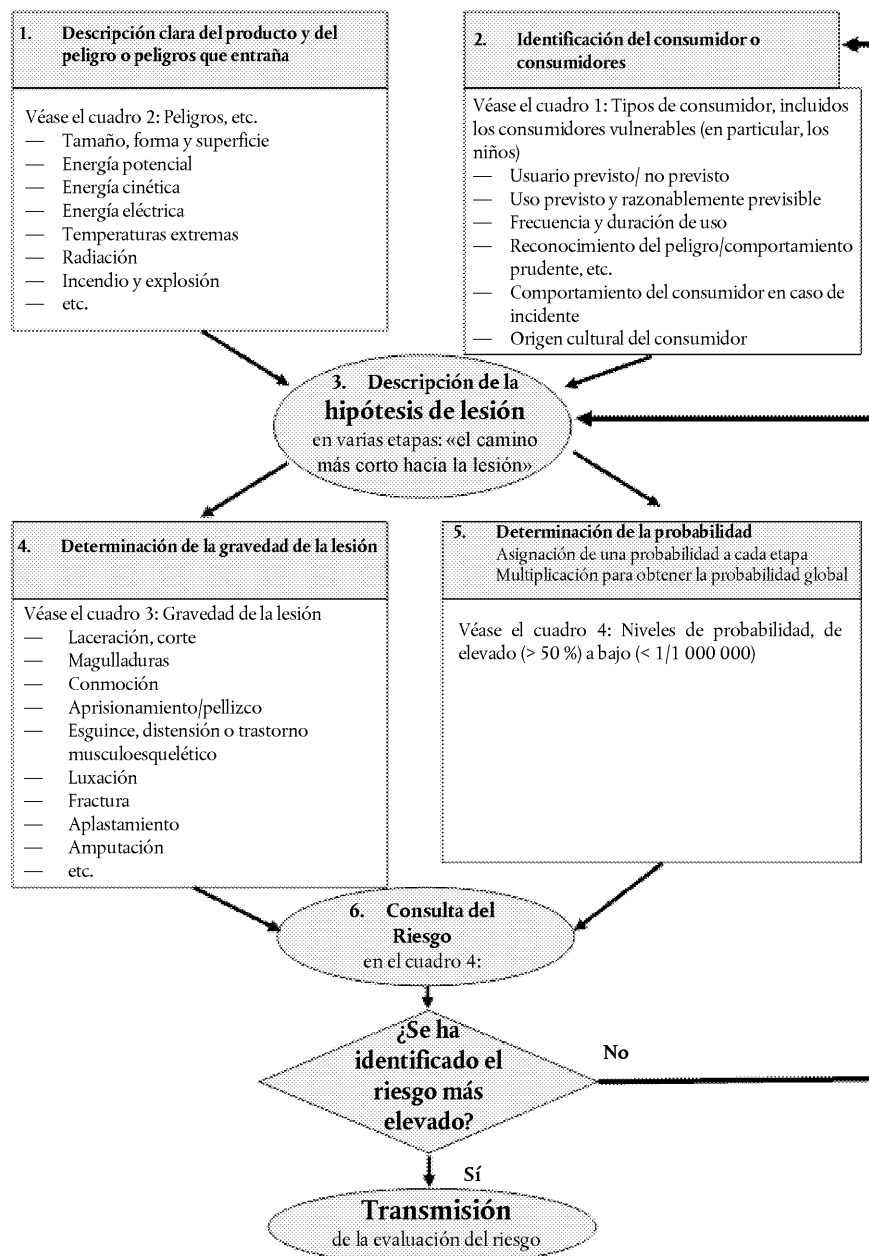 1. Descripción clara del producto y del
peligro o peligros que entraña
Véase el cuadro 2: Peligros, etc.
— Tamaño, forma y superficie
— Energía potencial
— Energía cinética
— Energía eléctrica
— Temperaturas extremas
— Radiación
— Incendio y explosión
— etc.
2. Identificación del consumidor o
consumidores
Véase el cuadro 1: Tipos de consumidor, incluidos
los consumidores vulnerables (en particular, los
niños)
— Usuario previsto/ no previsto
— Uso previsto y razonablemente previsible
— Frecuencia y duración de uso
— Reconocimiento del peligro/comportamiento
prudente, etc.
— Comportamiento del consumidor en caso de
incidente
— Origen cultural del consumidor
3. Descripción de la
hipótesis de lesión
en varias etapas: «el camino
más corto hacia la lesión»
4. Determinación de la gravedad de la lesión
Véase el cuadro 3: Gravedad de la lesión
— Laceración, corte
— Magulladuras
— Conmoción
— Aprisionamiento/pellizco
— Esguince, distensión o trastorno
musculoesquelético
— Luxación
— Fractura
— Aplastamiento
— Amputación
— etc.
5. Determinación de la probabilidad
Asignación de una probabilidad a cada etapa
Multiplicación para obtener la probabilidad global
Véase el cuadro 4: Niveles de probabilidad, de
elevado (> 50 %) a bajo (< 1/1 000 000)
6. Consulta del
Riesgo
en el cuadro 4:
¿Se ha
identificado el
riesgo más
elevado?
No
Sí
Transmisión
de la evaluación del riesgo